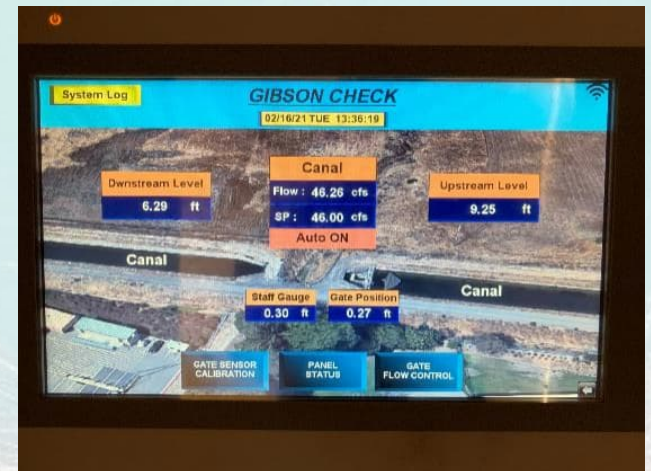 System Log
GIBSON CHECK
02/16/21 TUE 13:36:19
Canal
Dwnstream Level
Flow : 46.26 cfs
Upstream Level
6.29 ft
SP : 46.00 cfs
9.25 ft
Auto ON
Canal
Canal
Staff Gauge
Gate Position
0.30 ft
0.27 ft
GATE SENSOR
CALIBRATION
PANEL
STATUS
GATE
FLOW CONTROL